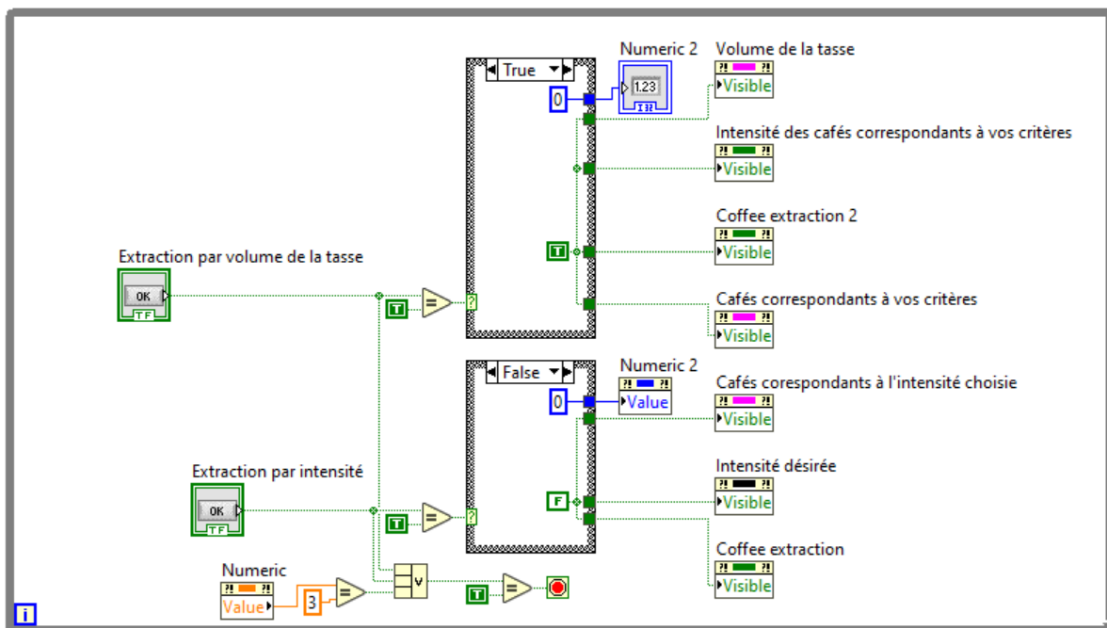 Numeric 2
Volume de la tasse
True
0
1.23
I32
Visible
Intensité des cafés correspondants à vos critères
Visible
Coffee extraction 2
T
Visible
Extraction par volume de la tasse
OK
TF
T
=
?
Cafés correspondants à vos critères
Visible
False
Numeric 2
0
Value
Cafés corespondants à l'intensité choisie
Visible
Extraction par intensité
OK
TF
T
=
?
Intensité désirée
F
Visible
Coffee extraction
Visible
Numeric
Value
3
=
V
T
=
i